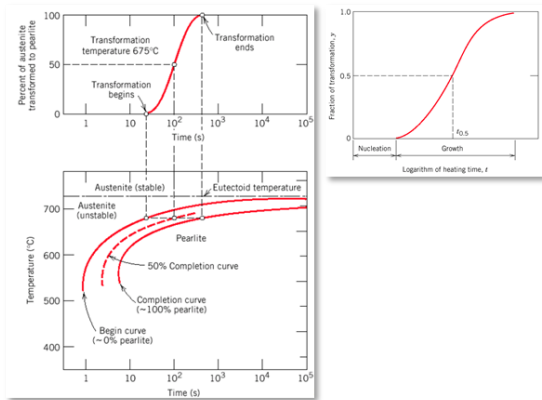 Percent of austenite
transformed to pearlite
100
50
0
Transformation
temperature 675°C
Transformation
ends
Transformation
begins
1
10
10²
10³
10⁴
10⁵
Time (s)
Temperature (°C)
700
600
500
400
Austenite (stable)
Eutectoid temperature
Austenite
(unstable)
Pearlite
50% Completion curve
Completion curve
(~100% pearlite)
Begin curve
(~0% pearlite)
1
10
10²
10³
10⁴
10⁵
Time (s)
Fraction of transformation, y
1.0
0.5
0
t0.5
Nucleation
Growth
Logarithm of heating time, t